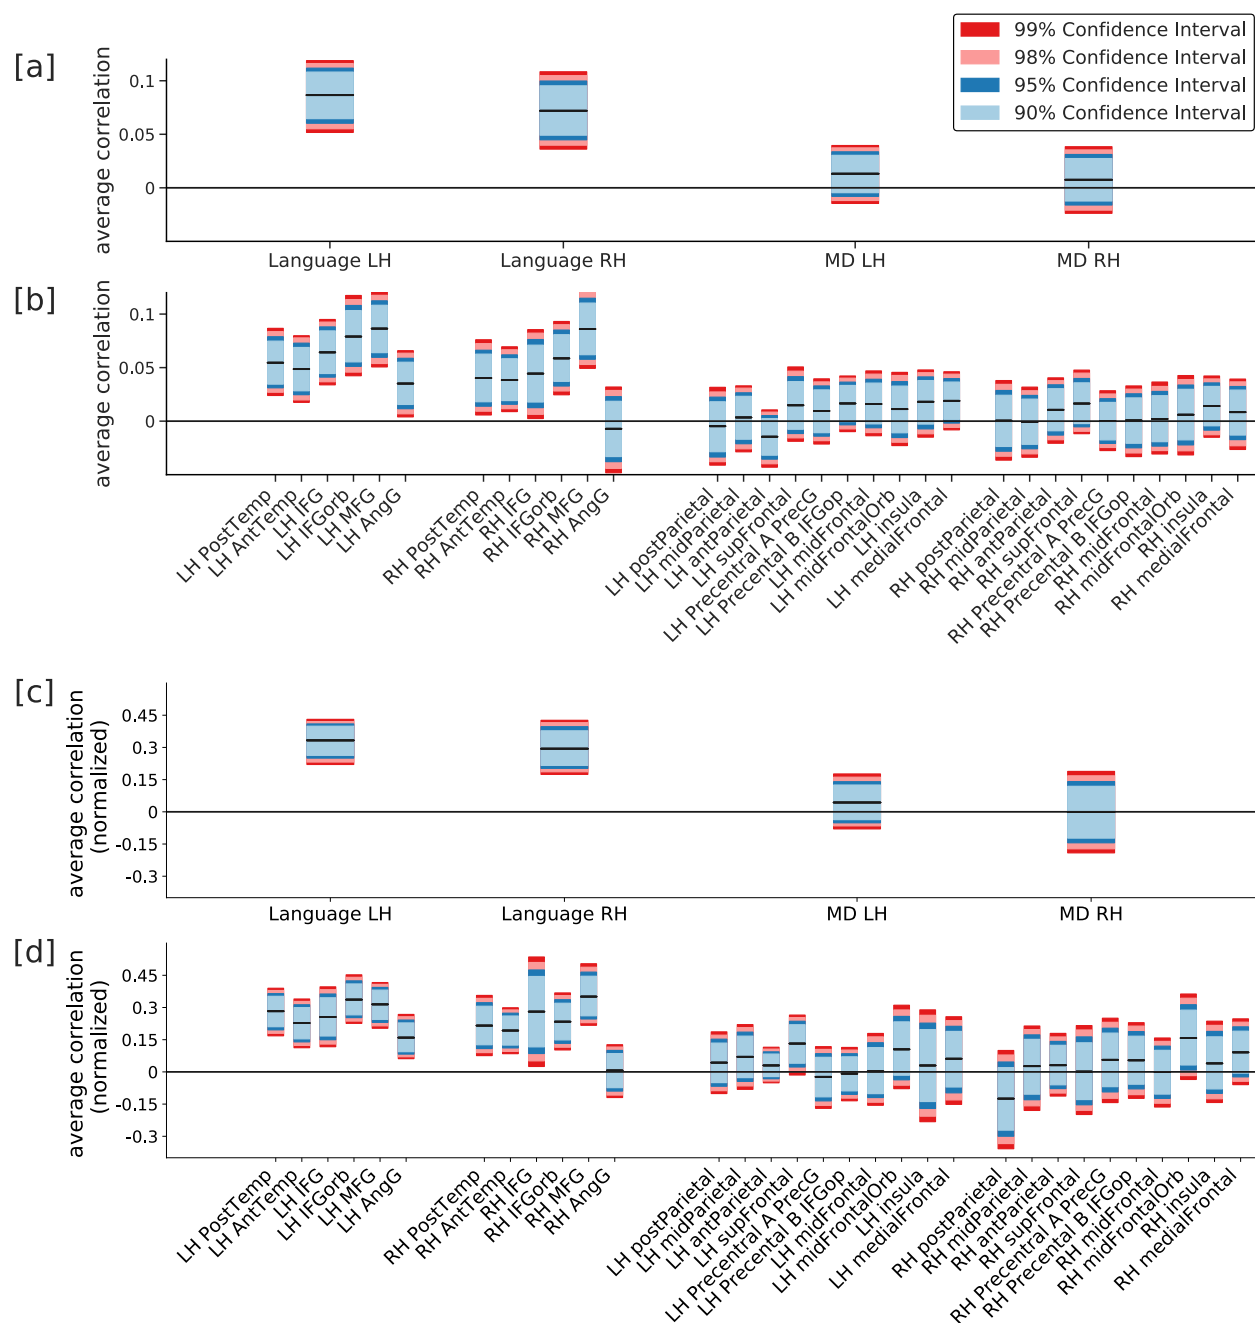 99% Confidence Interval
98% Confidence Interval
95% Confidence Interval
90% Confidence Interval
[a]
average correlation
0.1
0.05
0
Language LH
Language RH
MD LH
MD RH
[b]
average correlation
0.1
0.05
0
LH PostTemp
LH AntTemp
LH IFG
LH IFGorb
LH MFG
LH AngG
RH PostTemp
RH AntTemp
RH IFG
RH IFGorb
RH MFG
RH AngG
LH postParietal
LH midParietal
LH antParietal
LH supFrontal
LH Precentral A PrecG
LH Precental B IFGop
LH midFrontal
LH midFrontalOrb
LH insula
LH medialFrontal
RH postParietal
RH midParietal
RH antParietal
RH supFrontal
RH Precentral A PrecG
RH Precental B IFGop
RH midFrontal
RH midFrontalOrb
RH insula
RH medialFrontal
[c]
average correlation
(normalized)
0.45
0.3
0.15
0
-0.15
-0.3
Language LH
Language RH
MD LH
MD RH
[d]
average correlation
(normalized)
0.45
0.3
0.15
0
-0.15
-0.3
LH PostTemp
LH AntTemp
LH IFG
LH IFGorb
LH MFG
LH AngG
RH PostTemp
RH AntTemp
RH IFG
RH IFGorb
RH MFG
RH AngG
LH postParietal
LH midParietal
LH antParietal
LH supFrontal
LH Precentral A PrecG
LH Precental B IFGop
LH midFrontal
LH midFrontalOrb
LH insula
LH medialFrontal
RH postParietal
RH midParietal
RH antParietal
RH supFrontal
RH Precentral A PrecG
RH Precental B IFGop
RH midFrontal
RH midFrontalOrb
RH insula
RH medialFrontal